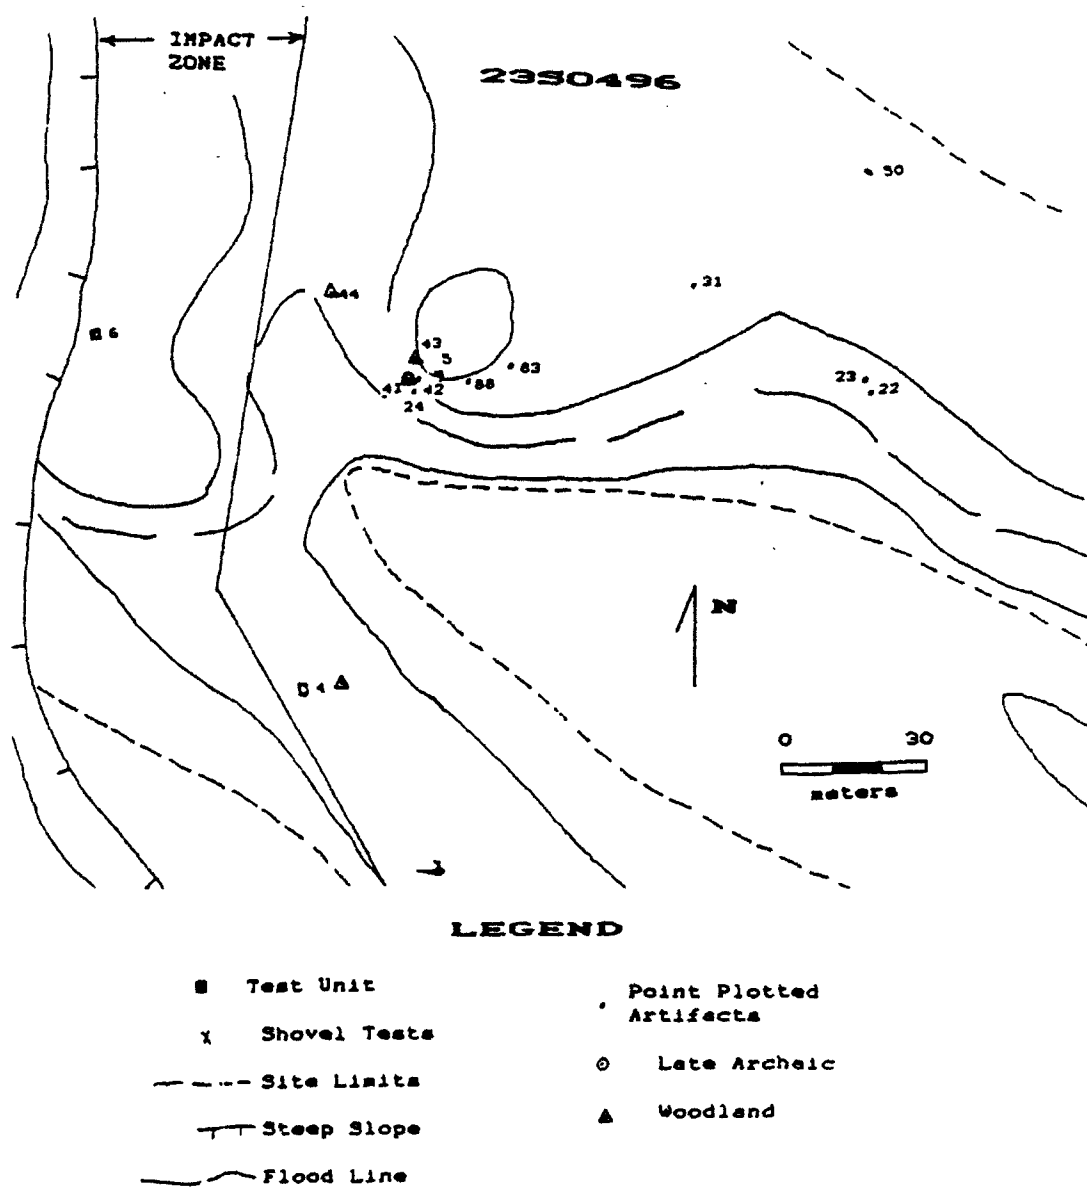 IMPACT
ZONE
23SO496
50
31
44
6
43
5
83
88
41
42
24
23
22
N
4
0 30
meters
LEGEND
Test Unit
Shovel Tests
Site Limits
Steep Slope
Flood Line
Point Plotted
Artifacts
Late Archaic
Woodland